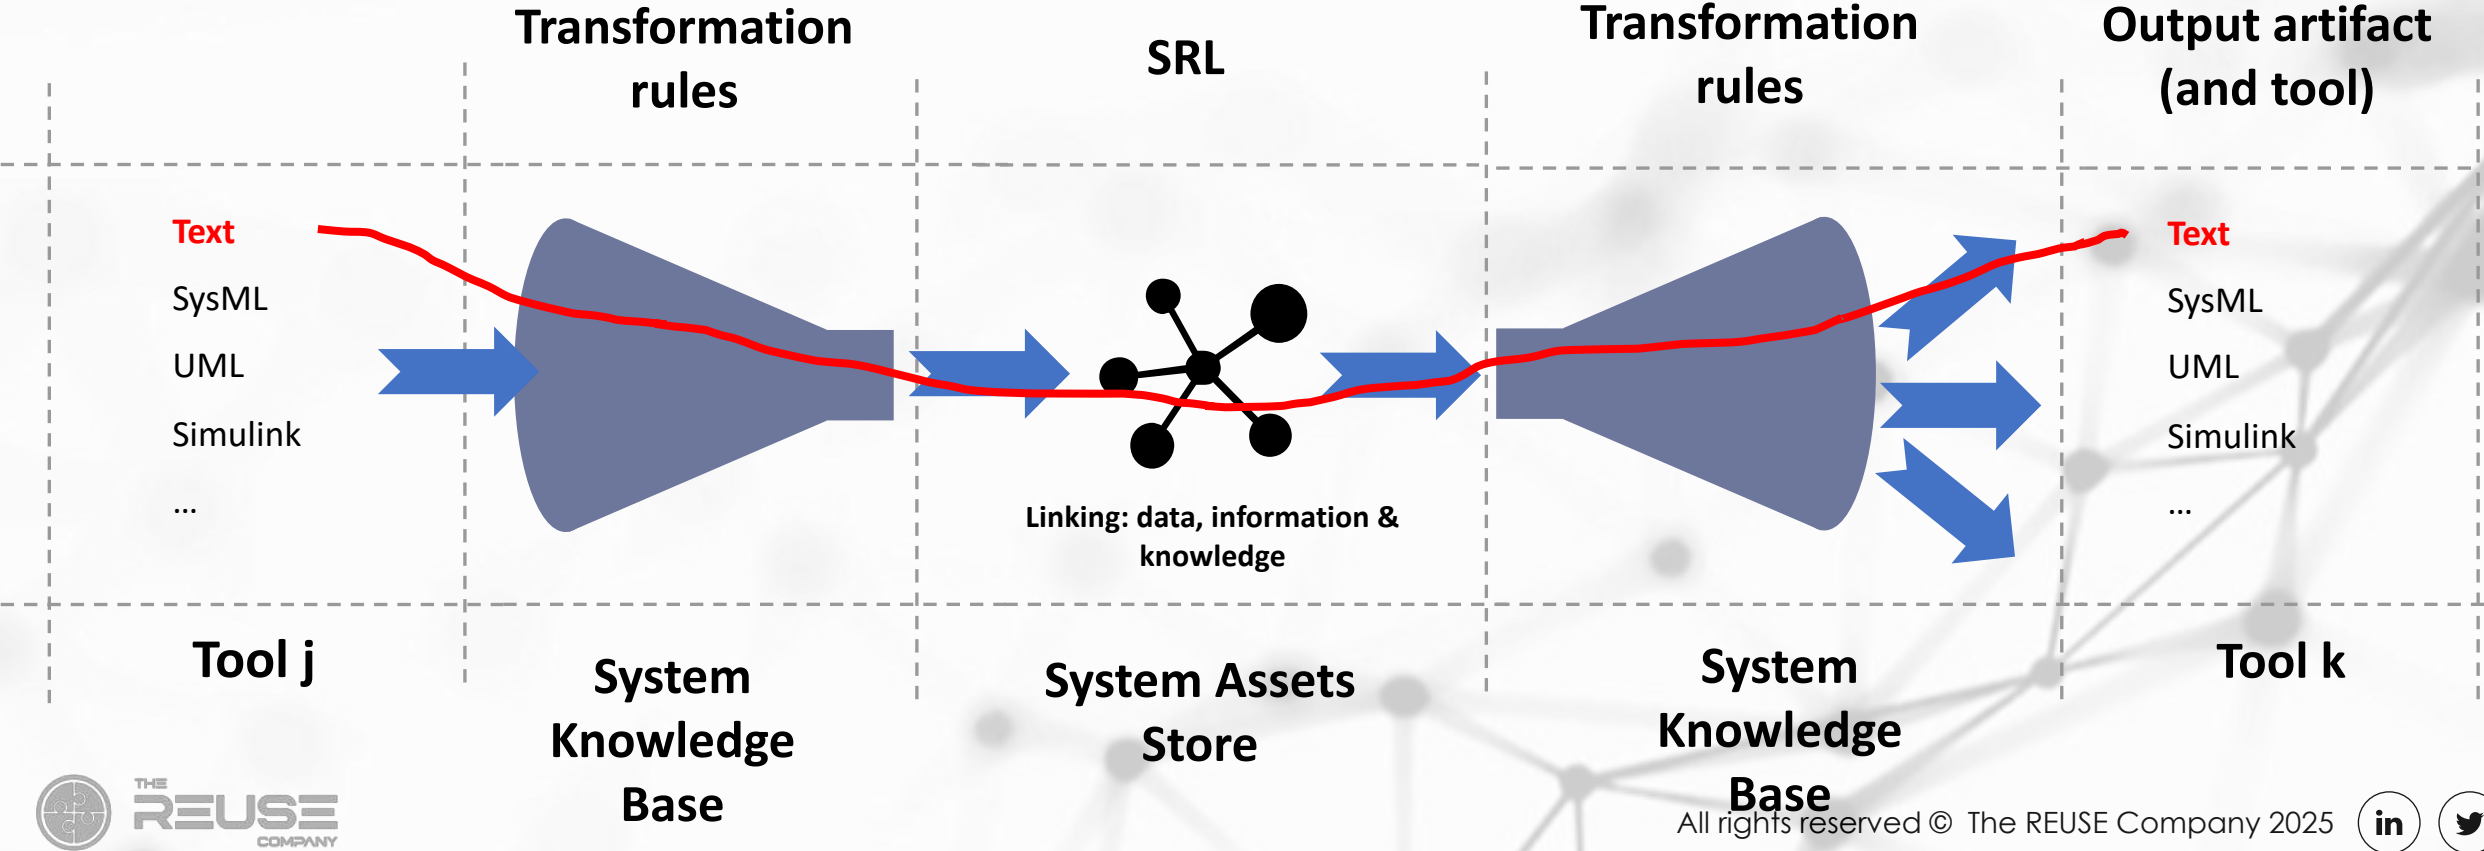 Transformation
rules
SRL
Transformation
rules
Output artifact
(and tool)
Text
SysML
UML
Simulink
...
Linking: data, information &
knowledge
Text
SysML
UML
Simulink
...
Tool j
System
Knowledge
Base
System Assets
Store
System
Knowledge
Base
Tool k
THE
REUSE
COMPANY
All rights reserved © The REUSE Company 2025
in